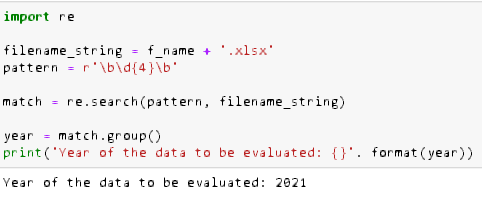 import re
filename_string = f_name + '.xlsx'
pattern = r'\b\d{4}\b'
match = re.search(pattern, filename_string)
year = match.group()
print('Year of the data to be evaluated: {}'. format(year))
Year of the data to be evaluated: 2021